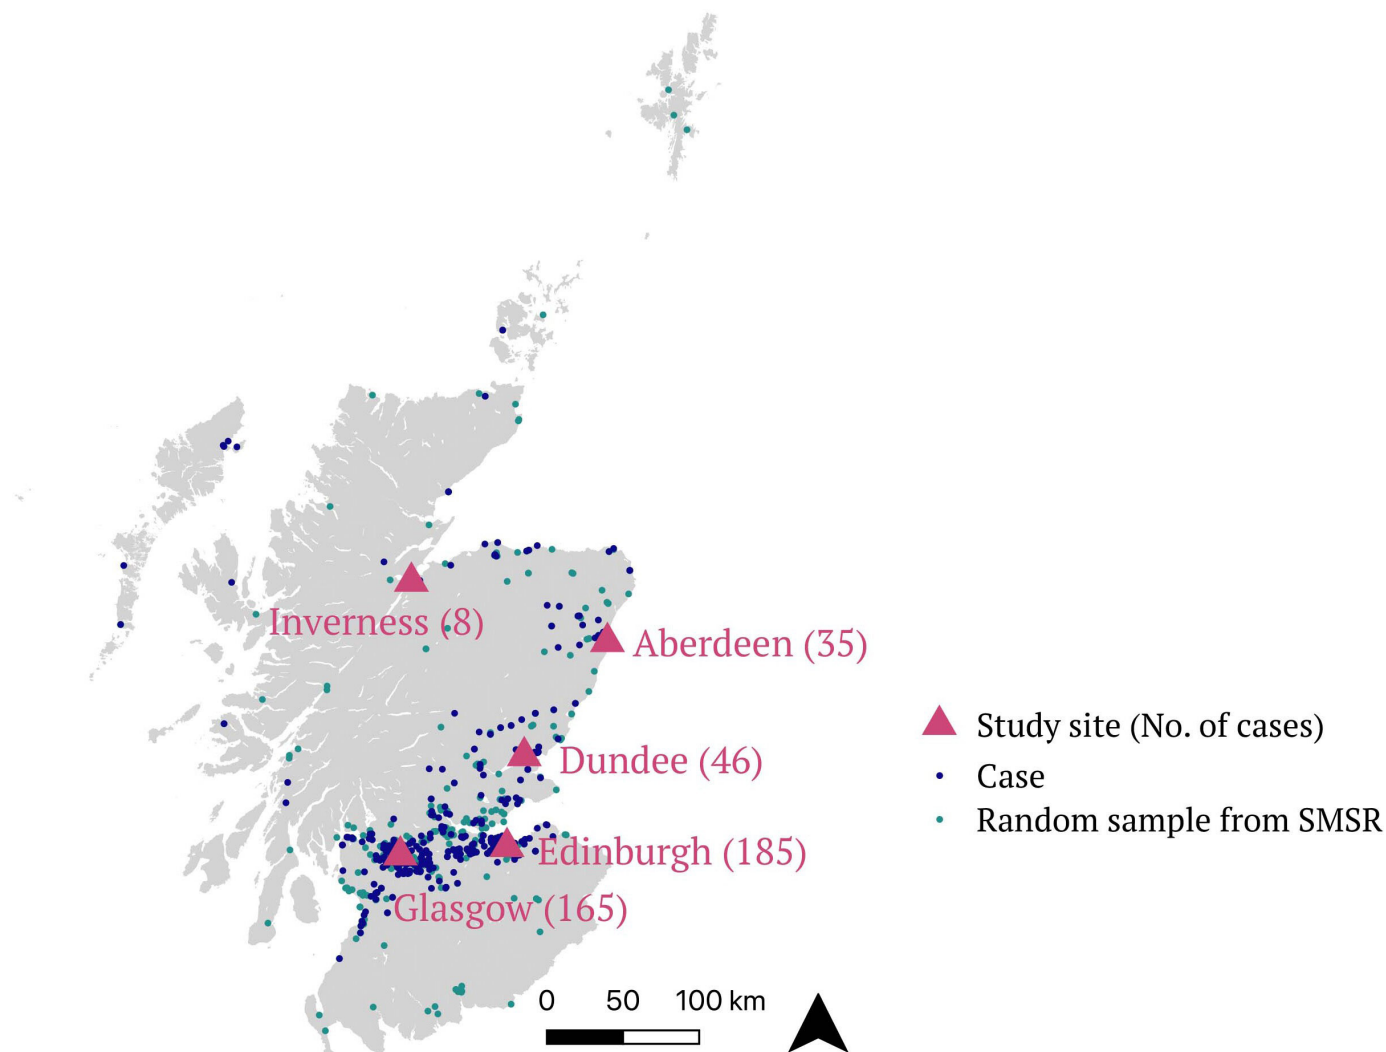 Inverness (8)
Aberdeen (35)
Dundee (46)
Edinburgh (185)
Glasgow (165)
Study site (No. of cases)
Case
Random sample from SMSR
0 50 100 km